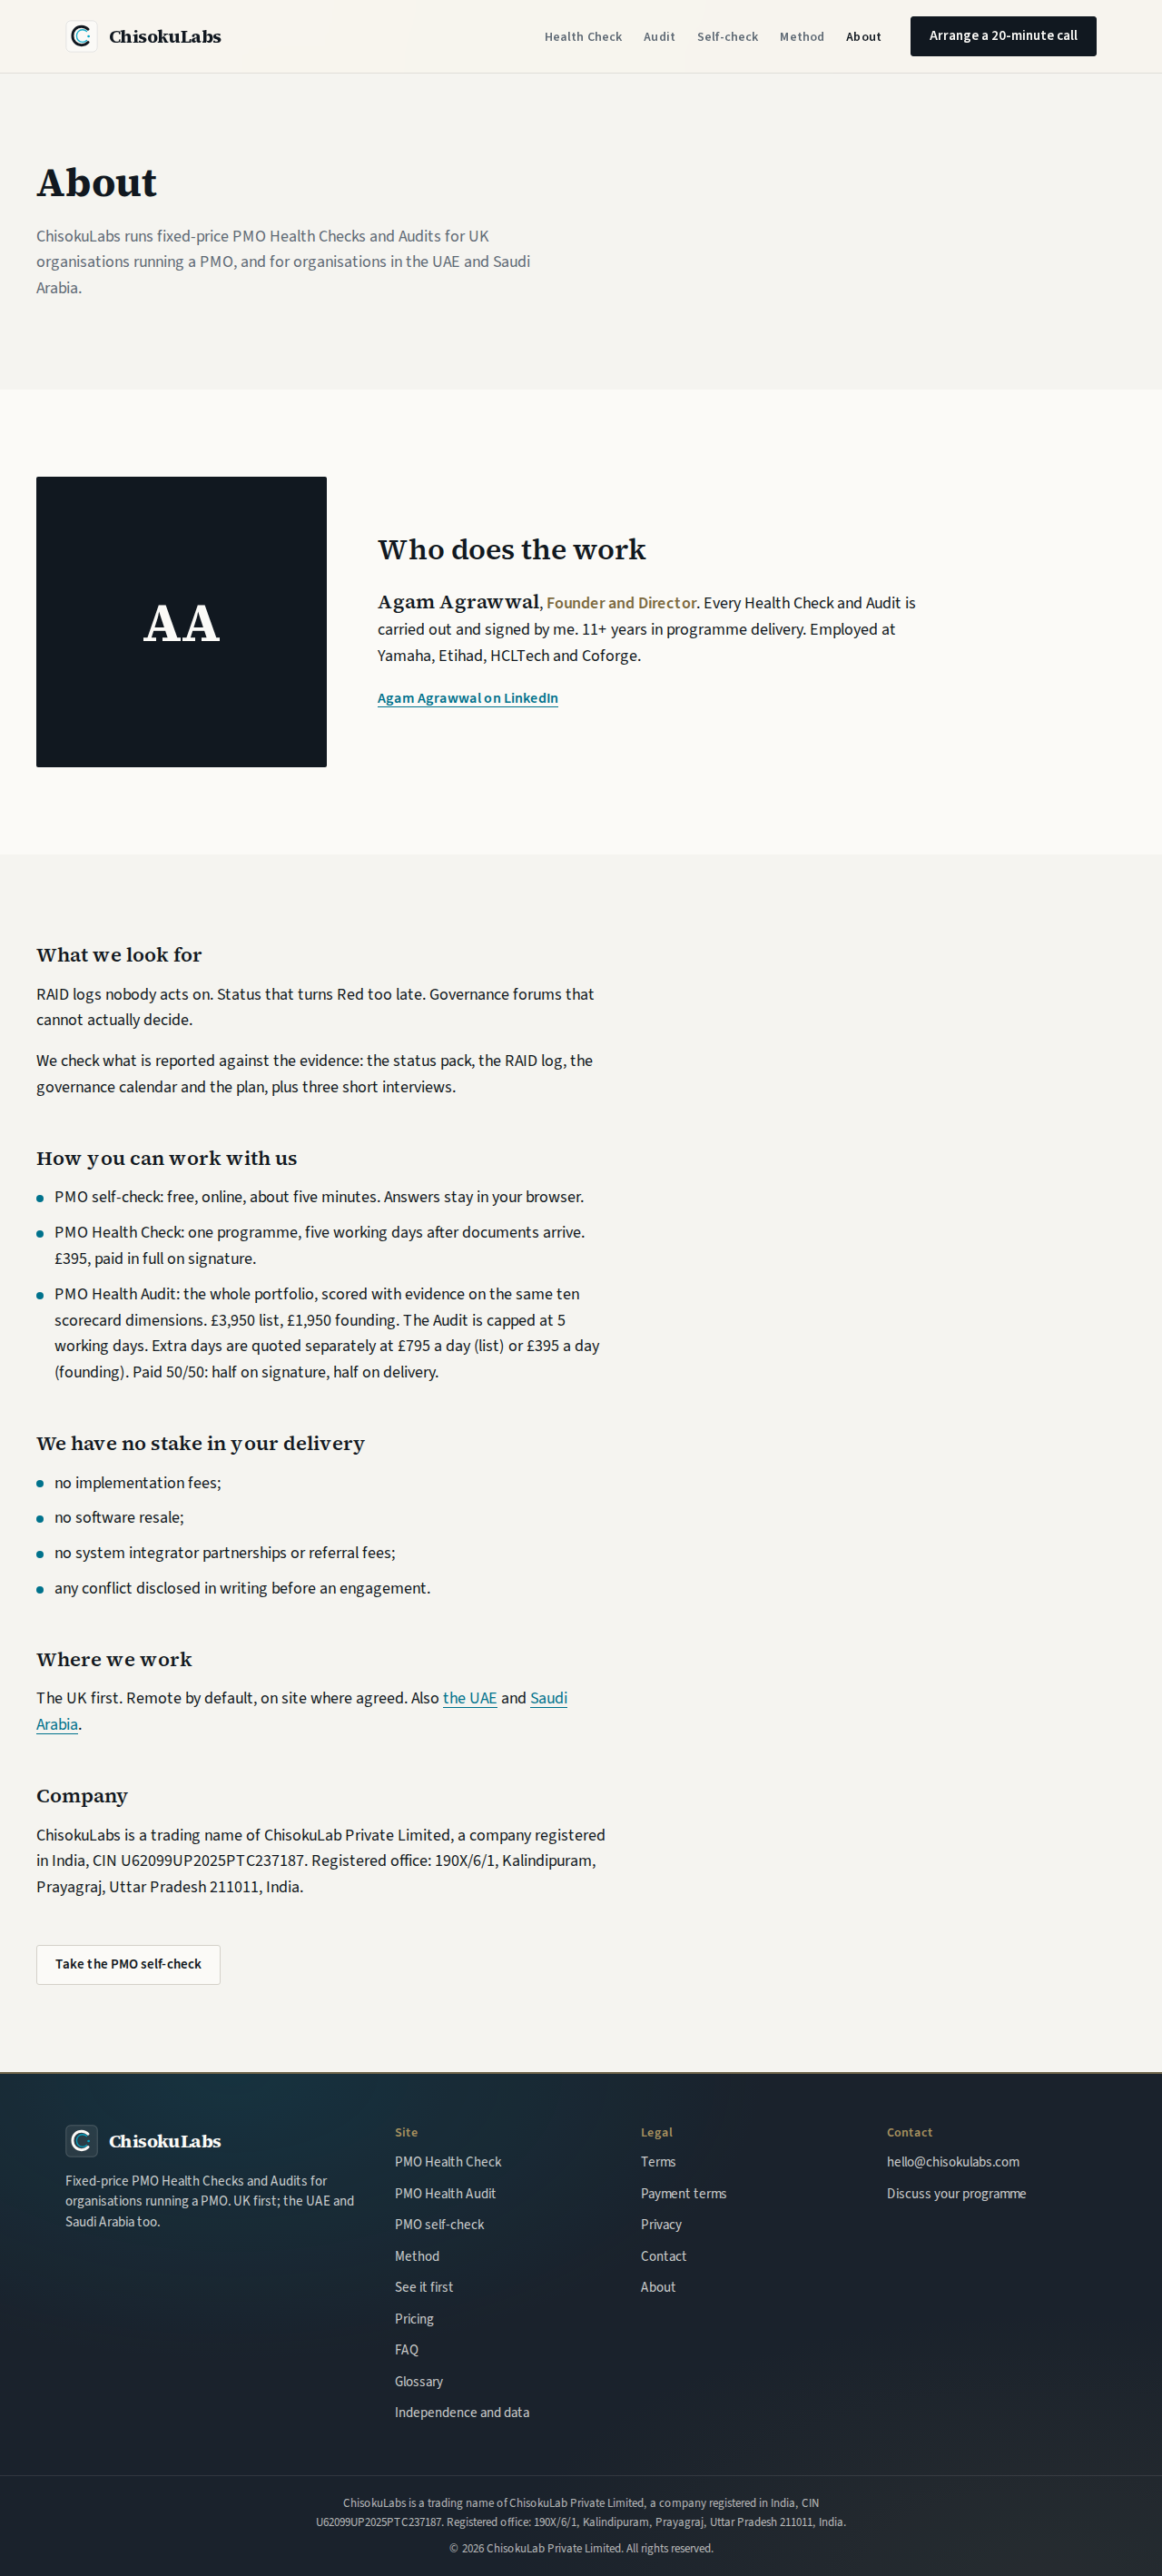 ChisokuLabs
Health Check Audit Self-check Method About Arrange a 20-minute call
About
ChisokuLabs runs fixed-price PMO Health Checks and Audits for UK
organisations running a PMO, and for organisations in the UAE and Saudi
Arabia.
AA
Who does the work
Agam Agrawwal, Founder and Director. Every Health Check and Audit is
carried out and signed by me. 11+ years in programme delivery. Employed at
Yamaha, Etihad, HCLTech and Coforge.
Agam Agrawwal on LinkedIn
What we look for
RAID logs nobody acts on. Status that turns Red too late. Governance forums that
cannot actually decide.
We check what is reported against the evidence: the status pack, the RAID log, the
governance calendar and the plan, plus three short interviews.
How you can work with us
PMO self-check: free, online, about five minutes. Answers stay in your browser.
PMO Health Check: one programme, five working days after documents arrive.
£395, paid in full on signature.
PMO Health Audit: the whole portfolio, scored with evidence on the same ten
scorecard dimensions. £3,950 list, £1,950 founding. The Audit is capped at 5
working days. Extra days are quoted separately at £795 a day (list) or £395 a day
(founding). Paid 50/50: half on signature, half on delivery.
We have no stake in your delivery
no implementation fees;
no software resale;
no system integrator partnerships or referral fees;
any conflict disclosed in writing before an engagement.
Where we work
The UK first. Remote by default, on site where agreed. Also the UAE and Saudi
Arabia.
Company
ChisokuLabs is a trading name of ChisokuLab Private Limited, a company registered
in India, CIN U62099UP2025PTC237187. Registered office: 190X/6/1, Kalindipuram,
Prayagraj, Uttar Pradesh 211011, India.
Take the PMO self-check
ChisokuLabs
Fixed-price PMO Health Checks and Audits for
organisations running a PMO. UK first; the UAE and
Saudi Arabia too.
Site
PMO Health Check
PMO Health Audit
PMO self-check
Method
See it first
Pricing
FAQ
Glossary
Independence and data
Legal
Terms
Payment terms
Privacy
Contact
About
Contact
hello@chisokulabs.com
Discuss your programme
ChisokuLabs is a trading name of ChisokuLab Private Limited, a company registered in India, CIN
U62099UP2025PTC237187. Registered office: 190X/6/1, Kalindipuram, Prayagraj, Uttar Pradesh 211011, India.
© 2026 ChisokuLab Private Limited. All rights reserved.